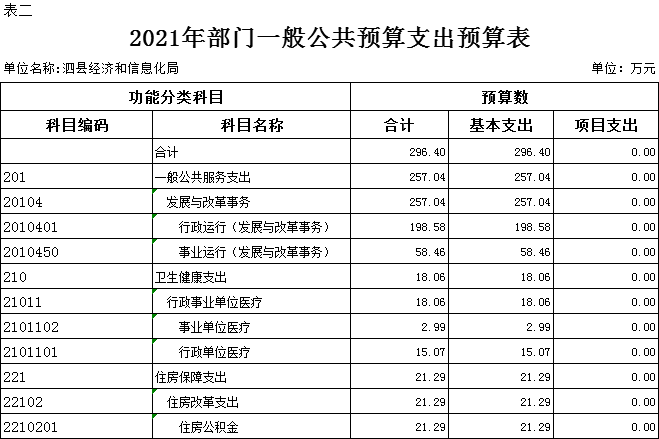 表二
2021年部门一般公共预算支出预算表
单位名称:泗县经济和信息化局 单位：万元
功能分类科目 预算数
科目编码 科目名称 合计 基本支出 项目支出
合计 296.40 296.40 0.00
201 一般公共服务支出 257.04 257.04 0.00
20104 发展与改革事务 257.04 257.04 0.00
2010401 行政运行（发展与改革事务） 198.58 198.58 0.00
2010450 事业运行（发展与改革事务） 58.46 58.46 0.00
210 卫生健康支出 18.06 18.06 0.00
21011 行政事业单位医疗 18.06 18.06 0.00
2101102 事业单位医疗 2.99 2.99 0.00
2101101 行政单位医疗 15.07 15.07 0.00
221 住房保障支出 21.29 21.29 0.00
22102 住房改革支出 21.29 21.29 0.00
2210201 住房公积金 21.29 21.29 0.00